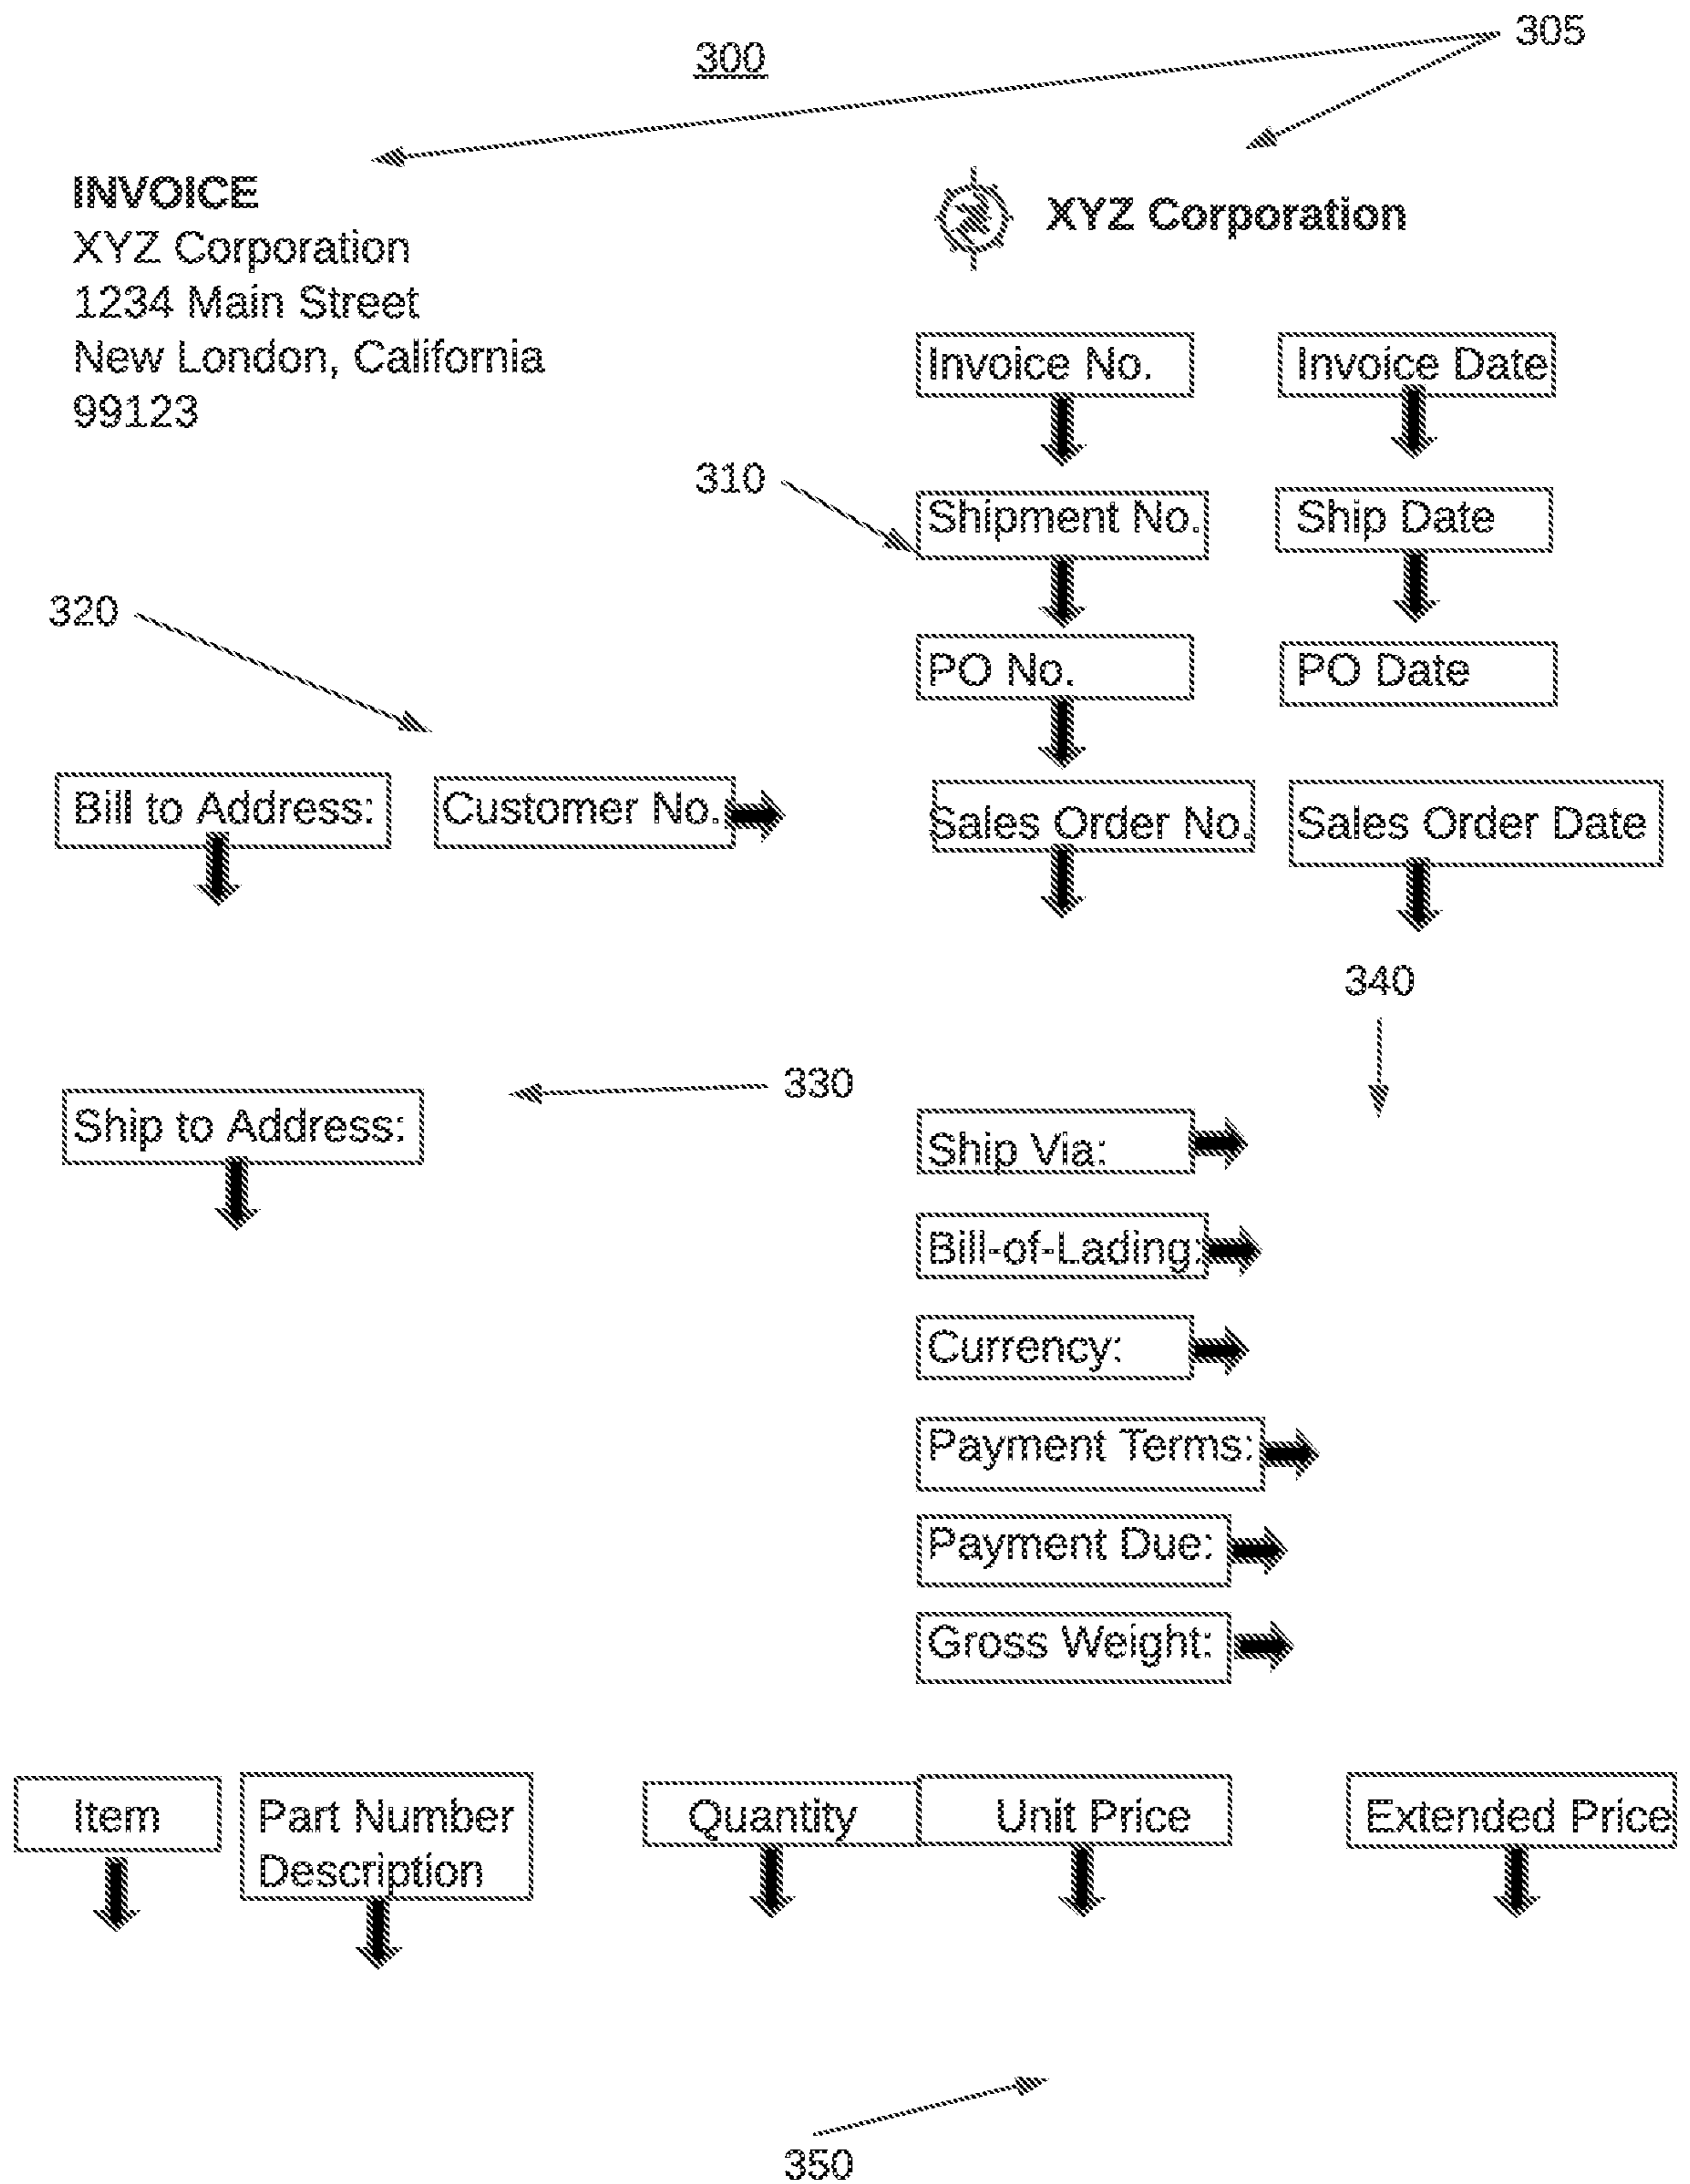 300
305
INVOICE
XYZ Corporation
1234 Main Street
New London, California
99123
XYZ Corporation
Invoice No.
Invoice Date
310
Shipment No.
Ship Date
320
PO No.
PO Date
Bill to Address:
Customer No.
Sales Order No.
Sales Order Date
340
330
Ship to Address:
Ship Via:
Bill-of-Lading:
Currency:
Payment Terms:
Payment Due:
Gross Weight:
Item
Part Number
Description
Quantity
Unit Price
Extended Price
350